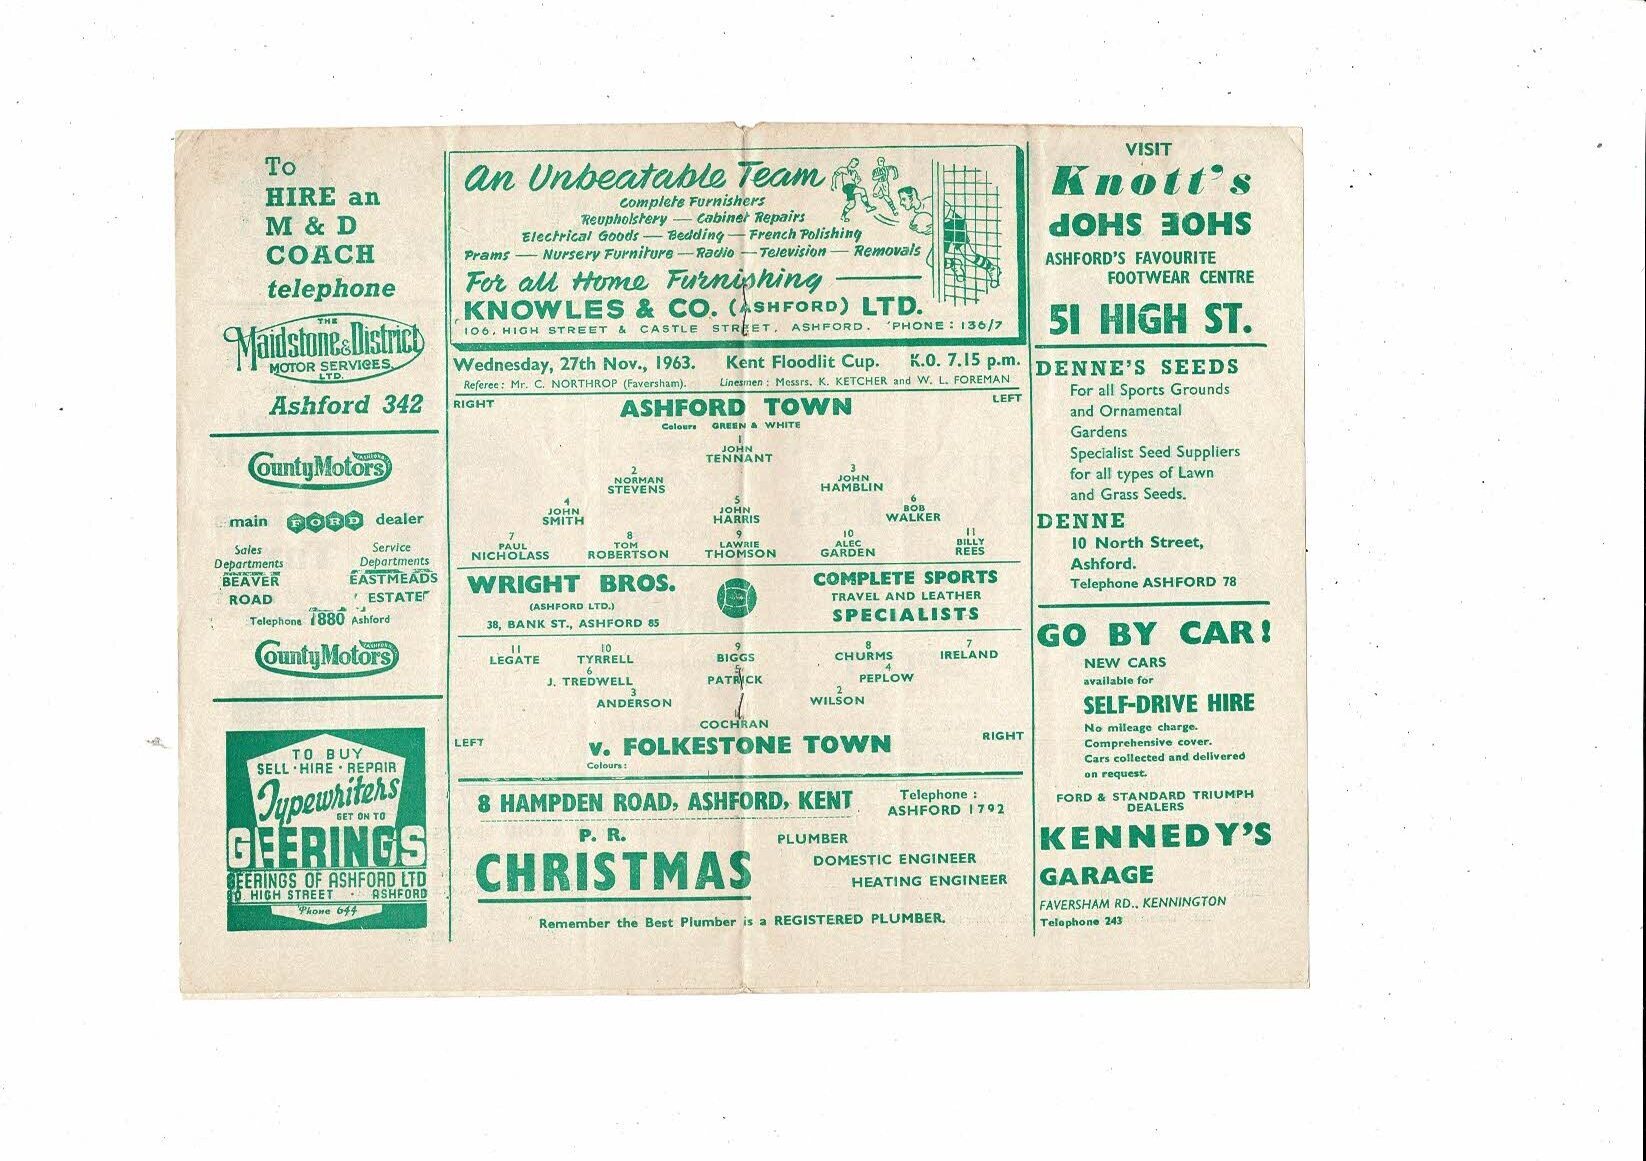 To
HIRE an
M & D
COACH
telephone
THE
Maidstone & District
MOTOR SERVICES
LTD.
Ashford 342
ASHFORD
County Motors
main FORD dealer
Sales
Departments
BEAVER
ROAD
Service
Departments
EASTMEADS
ESTATE
Telephone 1880 Ashford
County Motors
TO BUY
SELL · HIRE · REPAIR
Typewriters
GET ON TO
GEERINGS
GEERINGS OF ASHFORD LTD
HIGH STREET · ASHFORD
'Phone 644
An Unbeatable Team
Complete Furnishers
Reupholstery — Cabinet Repairs
Electrical Goods — Bedding — French Polishing
Prams — Nursery Furniture — Radio — Television — Removals
For all Home Furnishing
KNOWLES & CO. (ASHFORD) LTD.
106, HIGH STREET & CASTLE STREET, ASHFORD. 'PHONE : 136/7
Wednesday, 27th Nov., 1963. Kent Floodlit Cup. K.O. 7.15 p.m.
Referee : Mr. C. NORTHROP (Faversham). Linesmen : Messrs. K. KETCHER and W. L. FOREMAN
RIGHT ASHFORD TOWN LEFT
Colours GREEN & WHITE
1
JOHN
TENNANT
2 3
NORMAN JOHN
STEVENS HAMBLIN
4 5 6
JOHN JOHN BOB
SMITH HARRIS WALKER
7 8 9 10 11
PAUL TOM LAWRIE ALEC BILLY
NICHOLASS ROBERTSON THOMSON GARDEN REES
WRIGHT BROS.
(ASHFORD LTD.)
38, BANK ST., ASHFORD 85
COMPLETE SPORTS
TRAVEL AND LEATHER
SPECIALISTS
11 10 9 8 7
LEGATE TYRRELL BIGGS CHURMS IRELAND
6 5 4
J. TREDWELL PATRICK PEPLOW
3 2
ANDERSON WILSON
COCHRAN
LEFT v. FOLKESTONE TOWN RIGHT
Colours :
8 HAMPDEN ROAD, ASHFORD, KENT
Telephone :
ASHFORD 1792
P. R.
CHRISTMAS
PLUMBER
DOMESTIC ENGINEER
HEATING ENGINEER
Remember the Best Plumber is a REGISTERED PLUMBER.
VISIT
Knott's
SHOE SHOP
ASHFORD'S FAVOURITE
FOOTWEAR CENTRE
51 HIGH ST.
DENNE'S SEEDS
For all Sports Grounds
and Ornamental
Gardens
Specialist Seed Suppliers
for all types of Lawn
and Grass Seeds.
DENNE
10 North Street,
Ashford.
Telephone ASHFORD 78
GO BY CAR!
NEW CARS
available for
SELF-DRIVE HIRE
No mileage charge.
Comprehensive cover.
Cars collected and delivered
on request.
FORD & STANDARD TRIUMPH
DEALERS
KENNEDY'S
GARAGE
FAVERSHAM RD., KENNINGTON
Telephone 243